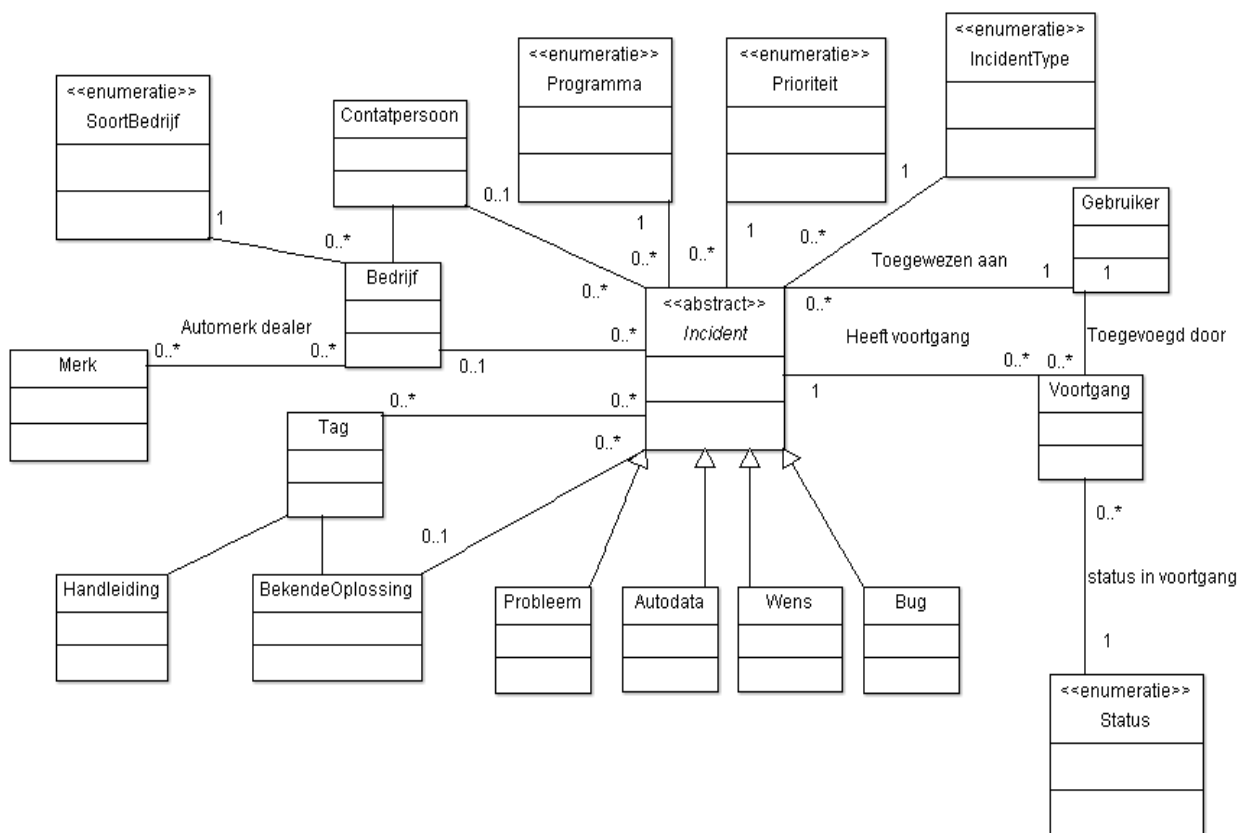 <<enumeratie>>
IncidentType
<<enumeratie>>
Programma
<<enumeratie>>
Prioriteit
<<enumeratie>>
SoortBedrijf
Contatpersoon
0..1
1
1
1
Gebruiker
1
0..*
0..*
0..*
0..*
Toegewezen aan
1
1
Bedrijf
0..*
<<abstract>>
Incident
0..*
Automerk dealer
0..*
Heeft voortgang
Toegevoegd door
0..*
0..*
0..1
0..*
0..*
Merk
1
Voortgang
0..*
0..*
Tag
0..*
0..*
0..1
status in voortgang
Handleiding
BekendeOplossing
Probleem
Autodata
Wens
Bug
1
<<enumeratie>>
Status